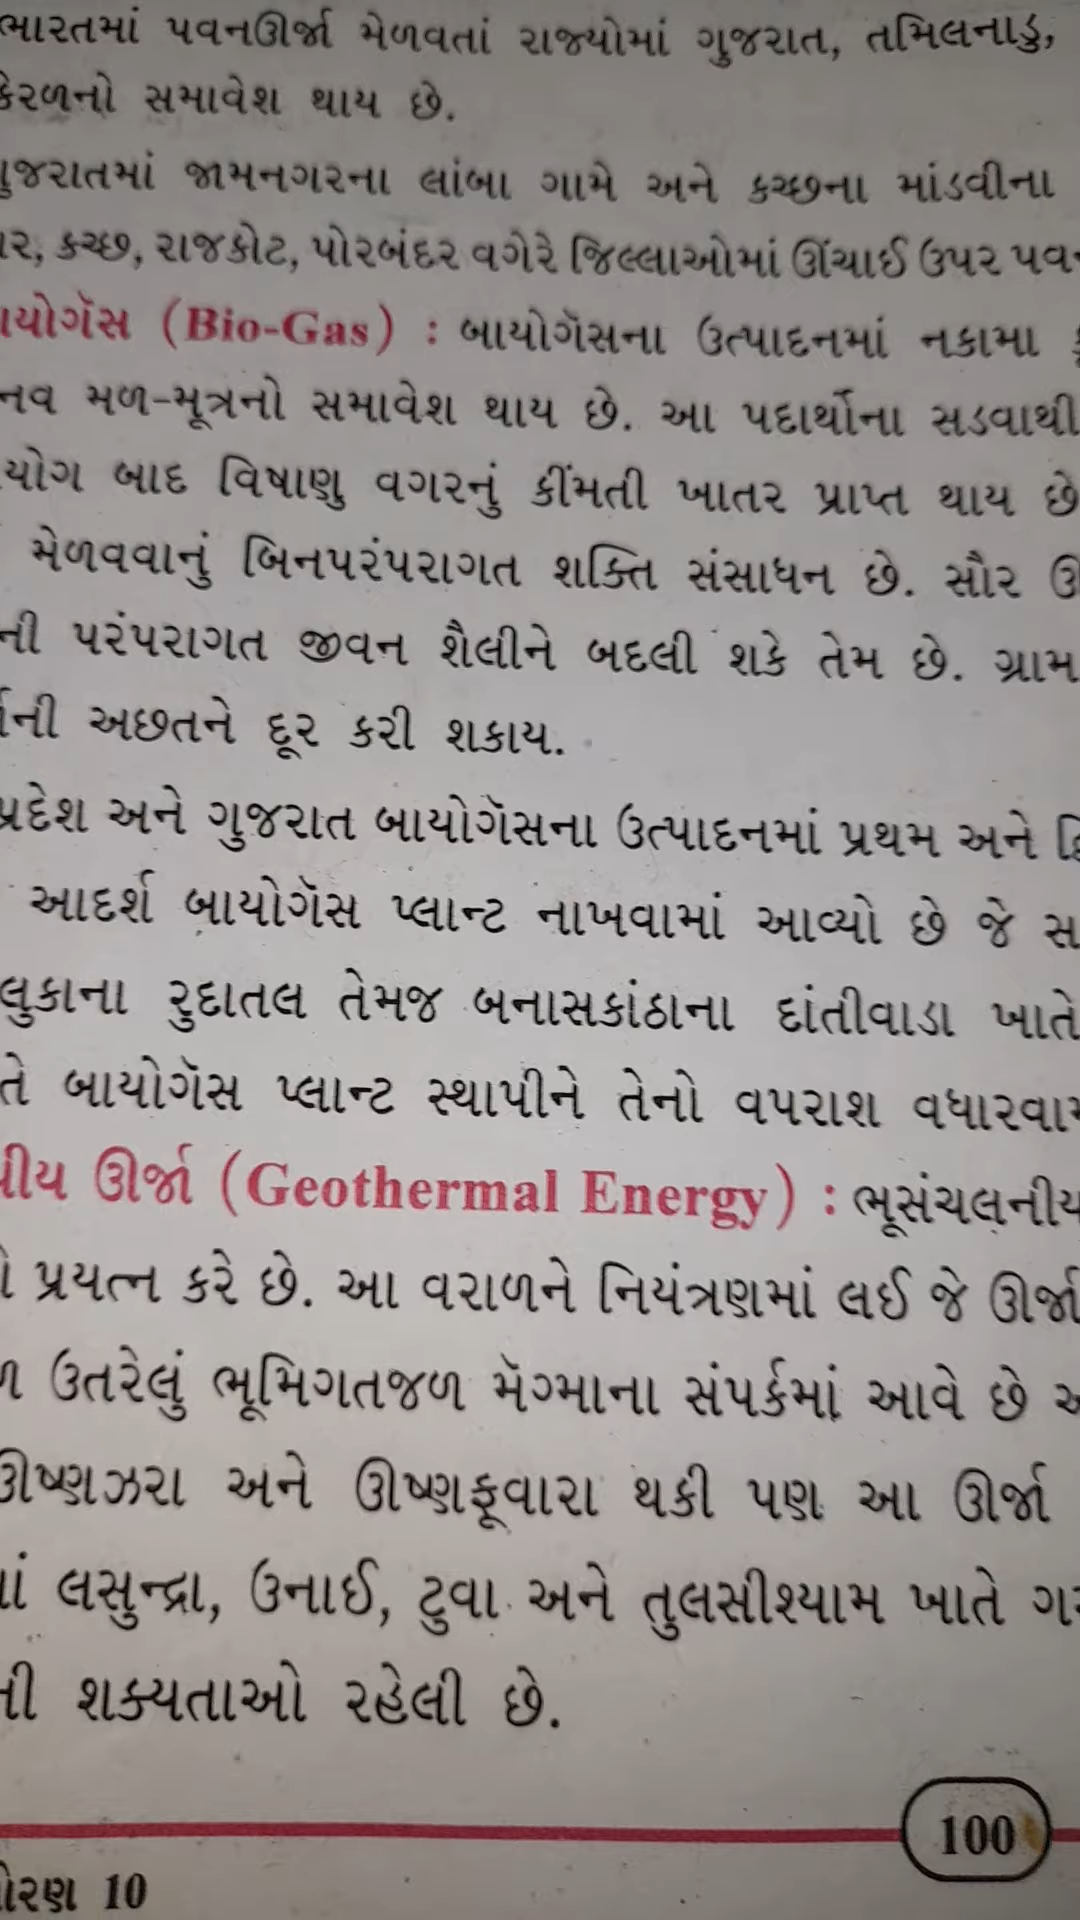 ભારતમાં પવનઊર્જા મેળવતાં રાજ્યોમાં ગુજરાત, તમિલનાડુ,
કેરળનો સમાવેશ થાય છે.
ગુજરાતમાં જામનગરના લાંબા ગામે અને કચ્છના માંડવીના
કચ્છ, રાજકોટ, પોરબંદર વગેરે જિલ્લાઓમાં ઊંચાઈ ઉપર
(Bio-Gas) : બાયોગૅસના ઉત્પાદનમાં નકામા
મળ-મૂત્રનો સમાવેશ થાય છે. આ પદાર્થોના સડવાથી
બાદ વિષાણુ વગરનું કીંમતી ખાતર પ્રાપ્ત થાય છે
મેળવવાનું બિનપરંપરાગત શક્તિ સંસાધન છે. સૌર
ની પરંપરાગત જીવન શૈલીને બદલી શકે તેમ છે. ગ્રામ
ની અછતને દૂર કરી શકાય.
પ્રદેશ અને ગુજરાત બાયોગૅસના ઉત્પાદનમાં પ્રથમ અને
આદર્શ બાયોગૅસ પ્લાન્ટ નાખવામાં આવ્યો છે જે
લુકાના રુદાતલ તેમજ બનાસકાંઠાના દાંતીવાડા ખાતે
તે બાયોગૅસ પ્લાન્ટ સ્થાપીને તેનો વપરાશ
ઊર્જા (Geothermal Energy) : ભૂસંચલનીય
પ્રયત્ન કરે છે. આ વરાળને નિયંત્રણમાં લઈ જે ઊર્જા
ઉતરેલું ભૂમિગતજળ મૅગ્માના સંપર્કમાં આવે છે
ઊષ્ણઝરા અને ઊષ્ણફૂવારા થકી પણ આ ઊર્જા
લસુન્દ્રા, ઉનાઈ, ટુવા અને તુલસીશ્યામ ખાતે
શક્યતાઓ રહેલી છે.
100
10